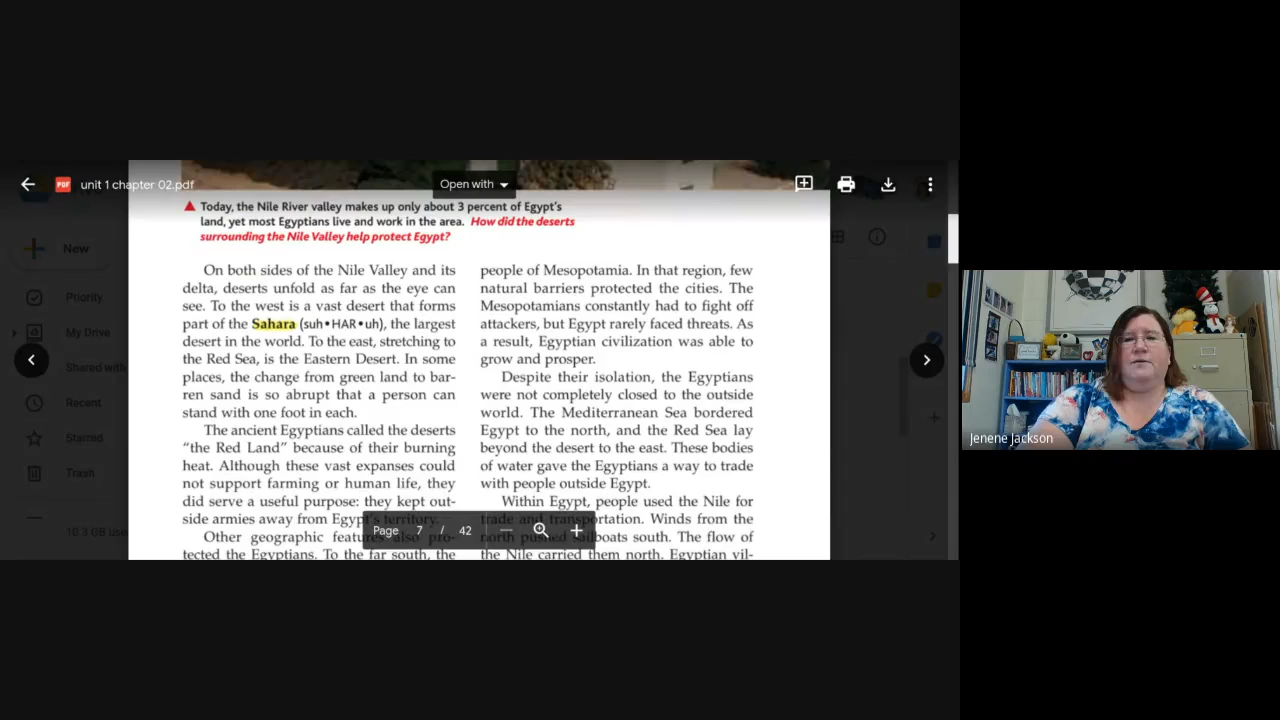 PDF
unit 1 chapter 02.pdf
Open with
Today, the Nile River valley makes up only about 3 percent of Egypt's
land, yet most Egyptians live and work in the area. How did the deserts
surrounding the Nile Valley help protect Egypt?
New
Priority
My Drive
Shared with
Recent
Starred
Trash
10.3 GB Use
On both sides of the Nile Valley and its
delta, deserts unfold as far as the eye can
see. To the west is a vast desert that forms
part of the Sahara (suh•HAR•uh), the largest
desert in the world. To the east, stretching to
the Red Sea, is the Eastern Desert. In some
places, the change from green land to bar-
ren sand is so abrupt that a person can
stand with one foot in each.
The ancient Egyptians called the deserts
“the Red Land” because of their burning
heat. Although these vast expanses could
not support farming or human life, they
did serve a useful purpose: they kept out-
side armies away from Egypt's territory.
Other geographic features also pro-
tected the Egyptians. To the far south, the
people of Mesopotamia. In that region, few
natural barriers protected the cities. The
Mesopotamians constantly had to fight off
attackers, but Egypt rarely faced threats. As
a result, Egyptian civilization was able to
grow and prosper.
Despite their isolation, the Egyptians
were not completely closed to the outside
world. The Mediterranean Sea bordered
Egypt to the north, and the Red Sea lay
beyond the desert to the east. These bodies
of water gave the Egyptians a way to trade
with people outside Egypt.
Within Egypt, people used the Nile for
trade and transportation. Winds from the
north pushed sailboats south. The flow of
the Nile carried them north. Egyptian vil-
Page 7 / 42
Jenene Jackson